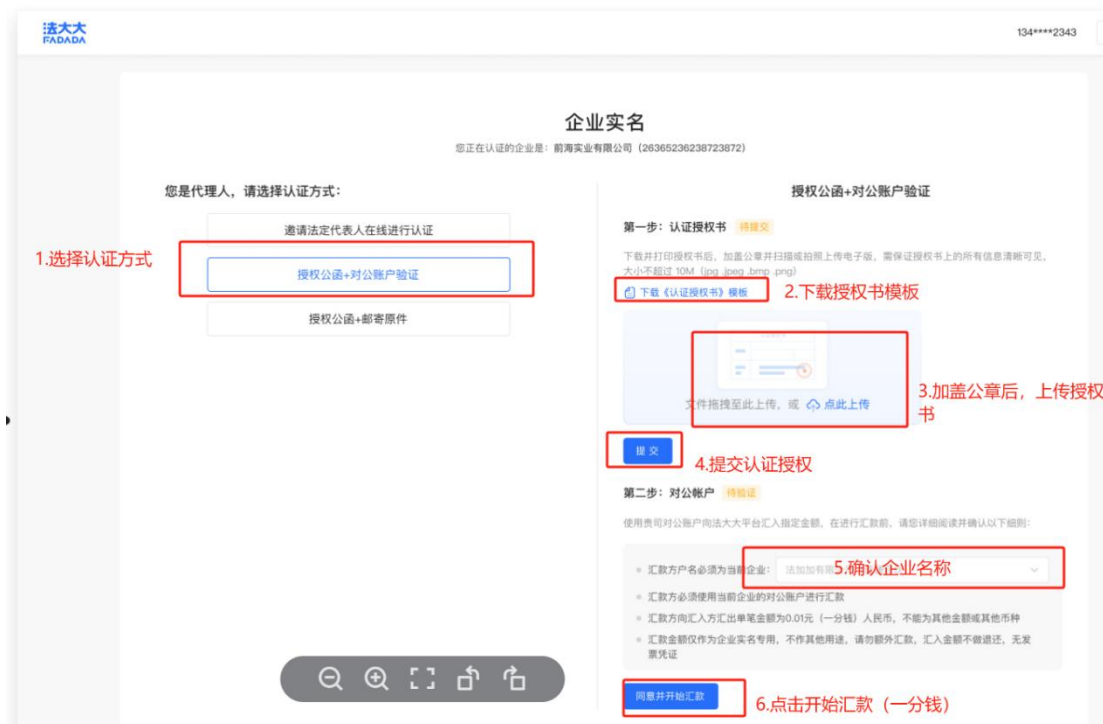 法大大
FADADA
134****2343
企业实名
您正在认证的企业是：前海实业有限公司（26365236238723872）
您是代理人，请选择认证方式：
邀请法定代表人在线进行认证
1.选择认证方式
授权公函+对公账户验证
授权公函+邮寄原件
授权公函+对公账户验证
第一步：认证授权书 待提交
下载并打印授权书后，加盖公章并扫描或拍照上传电子版，需保证授权书上的所有信息清晰可见，
大小不超过 10M（jpg .jpeg .bmp .png）
下载《认证授权书》模板
2.下载授权书模板
文件拖拽至此上传，或 点此上传
3.加盖公章后，上传授权
书
提 交
4.提交认证授权
第二步：对公帐户 待验证
使用贵司对公账户向法大大平台汇入指定金额，在进行汇款前，请您详细阅读并确认以下细则：
汇款方户名必须为当前企业： 法加加有限
5.确认企业名称
汇款方必须使用当前企业的对公账户进行汇款
汇款方向汇入方汇出单笔金额为0.01元（一分钱）人民币，不能为其他金额或其他币种
汇款金额仅作为企业实名专用，不作其他用途，请勿额外汇款，汇入金额不做退还，无发
票凭证
同意并开始汇款
6.点击开始汇款（一分钱）